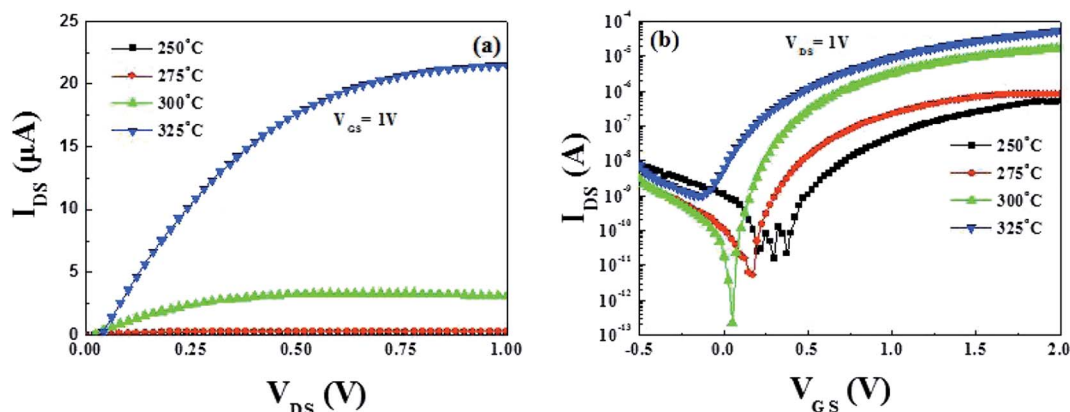 (a)
25
20
15
10
5
0
I_DS (μA)
250°C
275°C
300°C
325°C
V_GS= 1V
0.00 0.25 0.50 0.75 1.00
V_DS (V)
(b)
V_DS= 1V
10^-4
10^-5
10^-6
10^-7
10^-8
10^-9
10^-10
10^-11
10^-12
10^-13
I_DS (A)
250°C
275°C
300°C
325°C
-0.5 0.0 0.5 1.0 1.5 2.0
V_GS (V)